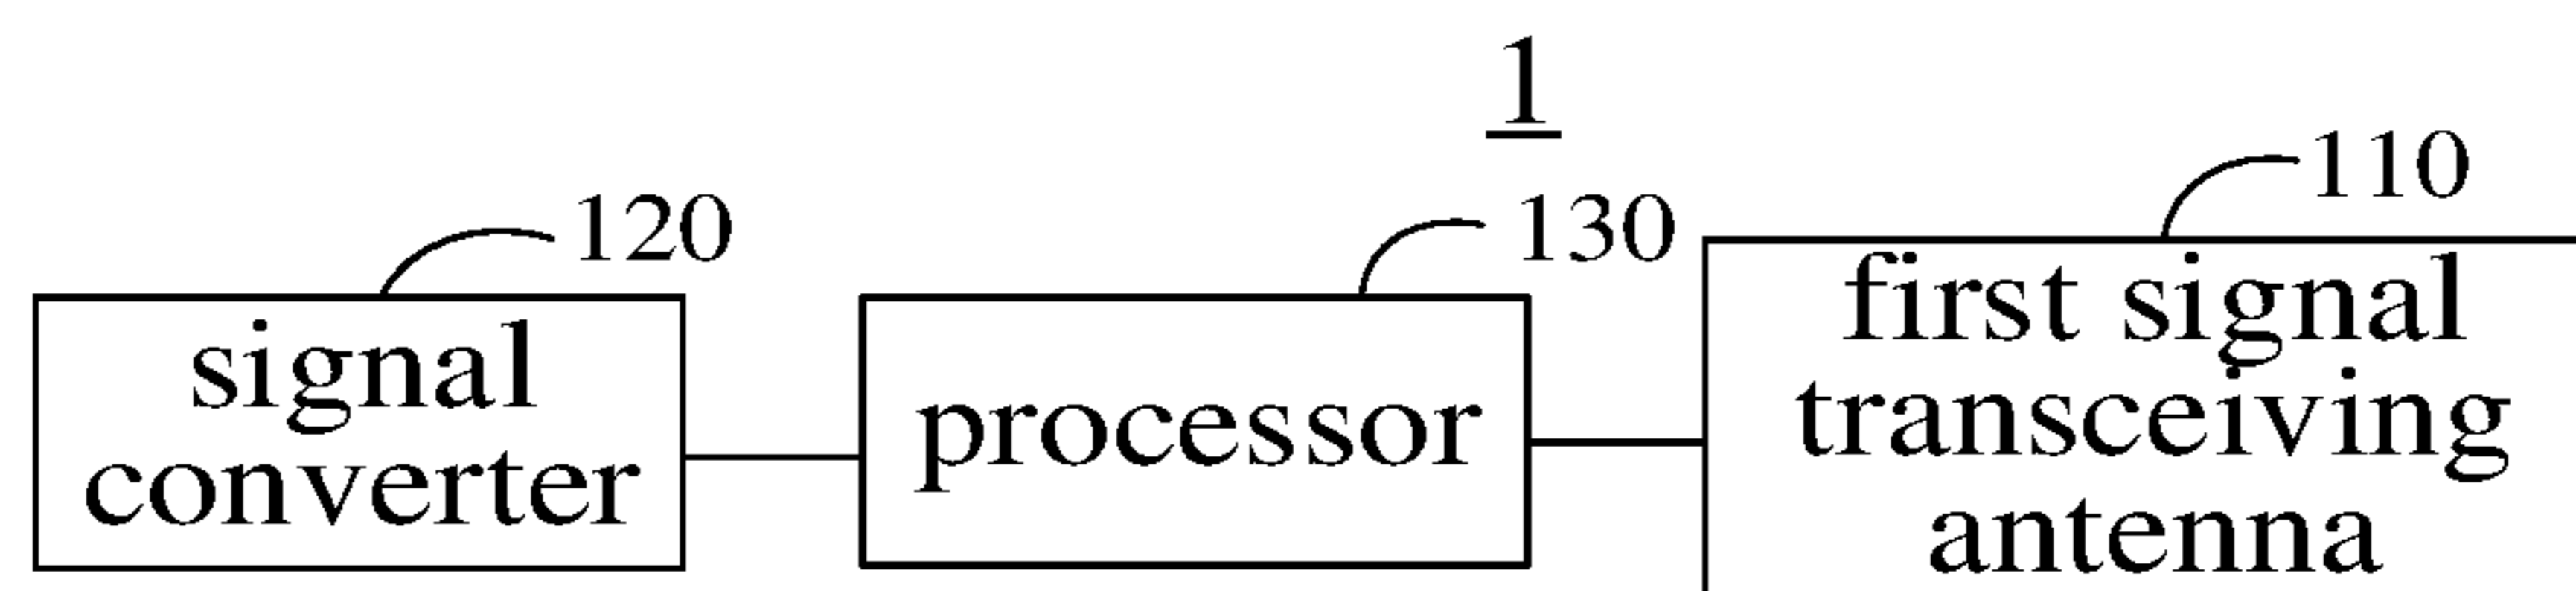 1
120
130
110
signal
converter
processor
first signal
transceiving
antenna